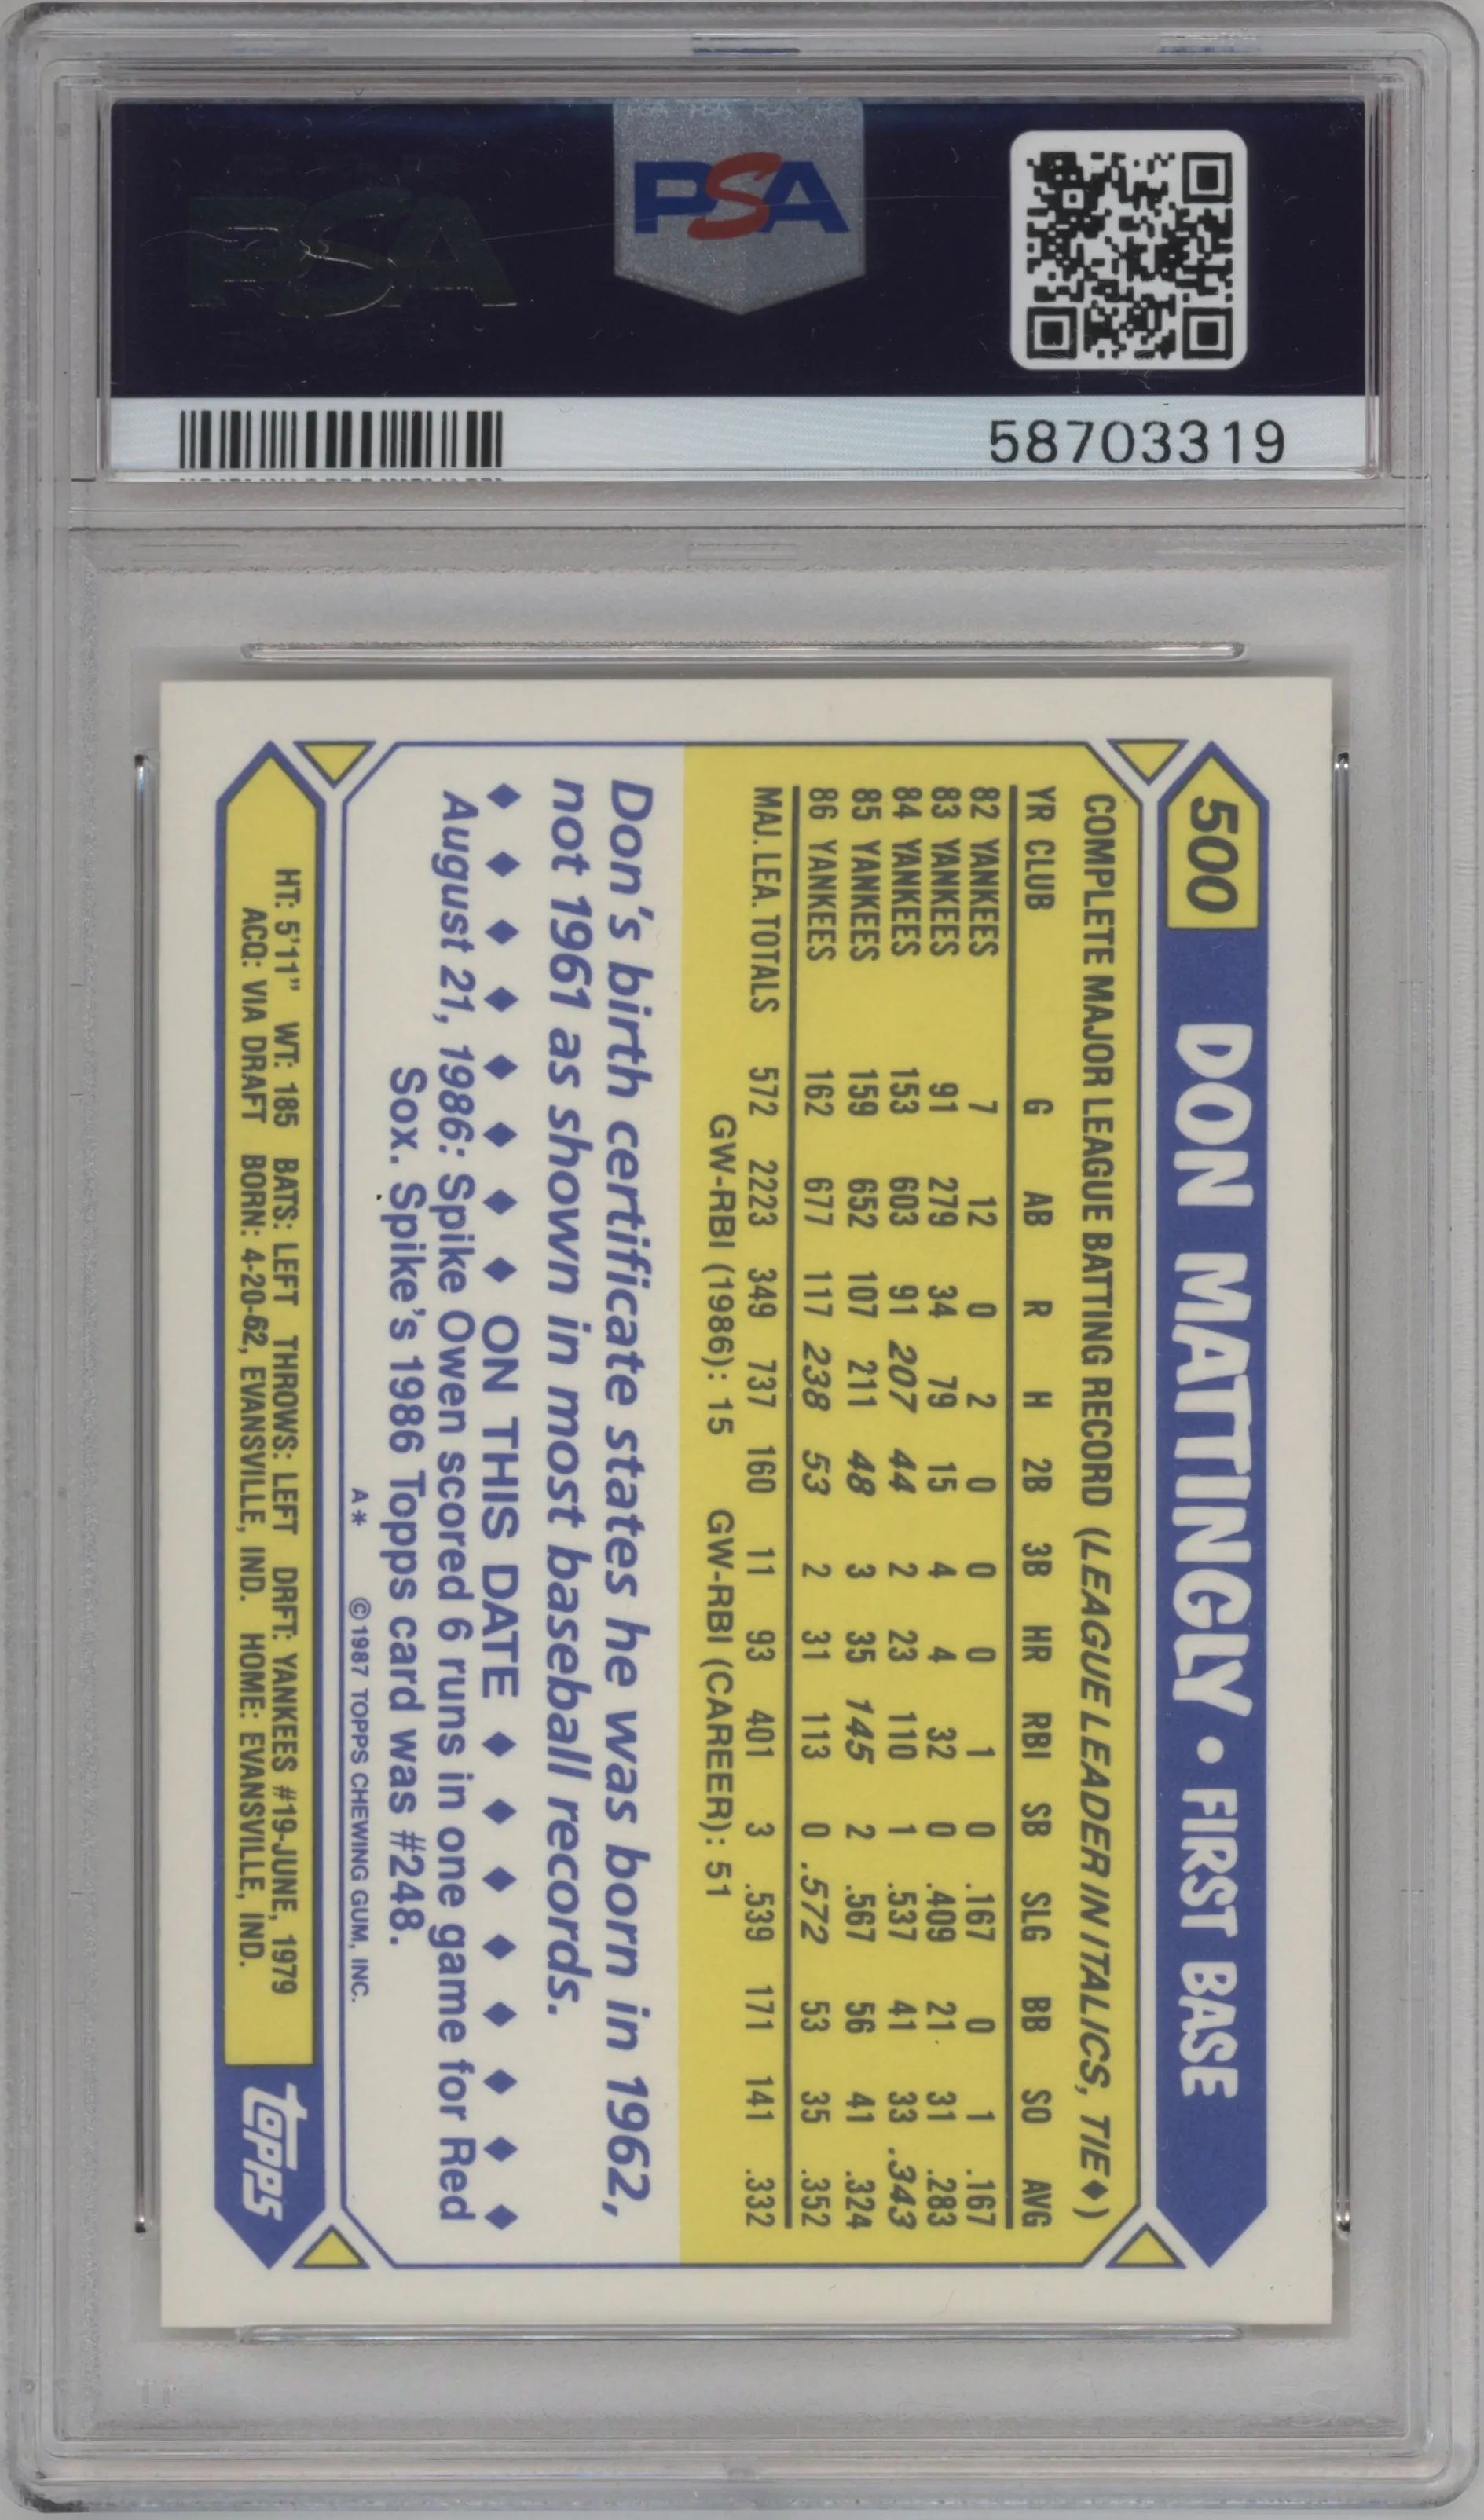 PSA
PSA
58703319
500 DON MATTINGLY • FIRST BASE
COMPLETE MAJOR LEAGUE BATTING RECORD (LEAGUE LEADER IN ITALICS, TIE♦)
YR CLUB G AB R H 2B 3B HR RBI SB SLG BB SO AVG
82 YANKEES 7 12 0 2 0 0 0 1 0 .167 0 1 .167
83 YANKEES 91 279 34 79 15 4 4 32 0 .409 21 31 .283
84 YANKEES 153 603 91 207 44 2 23 110 1 .537 41 33 .343
85 YANKEES 159 652 107 211 48 3 35 145 2 .567 56 41 .324
86 YANKEES 162 677 117 238 53 2 31 113 0 .572 53 35 .352
MAJ. LEA. TOTALS 572 2223 349 737 160 11 93 401 3 .539 171 141 .332
GW-RBI (1986): 15 GW-RBI (CAREER): 51
Don's birth certificate states he was born in 1962,
not 1961 as shown in most baseball records.
♦ ♦ ♦ ♦ ♦ ♦ ♦ ♦ ON THIS DATE ♦ ♦ ♦ ♦ ♦ ♦ ♦ ♦
August 21, 1986: Spike Owen scored 6 runs in one game for Red
Sox. Spike's 1986 Topps card was #248.
A* ©1987 TOPPS CHEWING GUM, INC.
HT: 5'11" WT: 185 BATS: LEFT THROWS: LEFT DRFT: YANKEES #19-JUNE, 1979
ACQ: VIA DRAFT BORN: 4-20-62, EVANSVILLE, IND. HOME: EVANSVILLE, IND.
topps